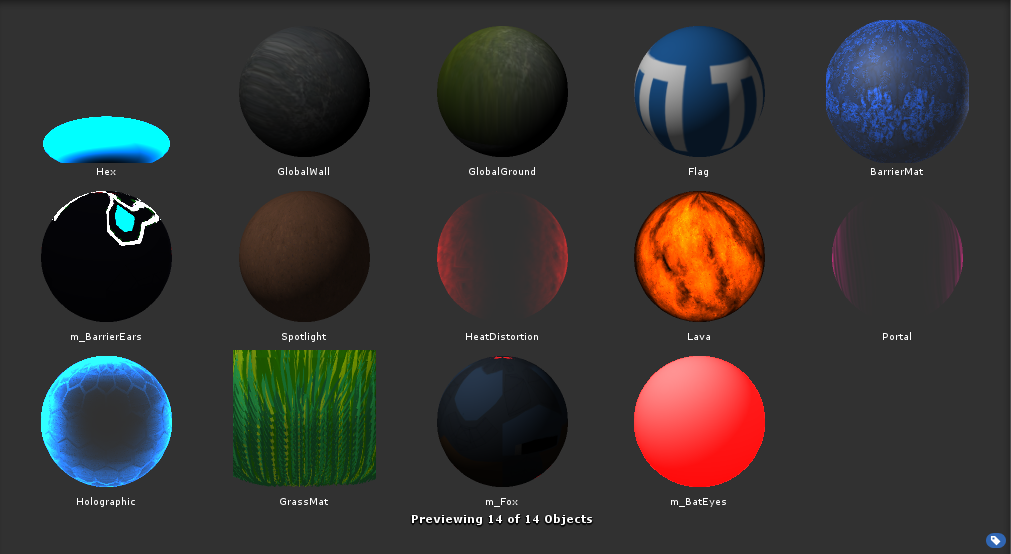 Hex
GlobalWall
GlobalGround
Flag
BarrierMat
m_BarrierEars
Spotlight
HeatDistortion
Lava
Portal
Holographic
GrassMat
m_Fox
m_BatEyes
Previewing 14 of 14 Objects